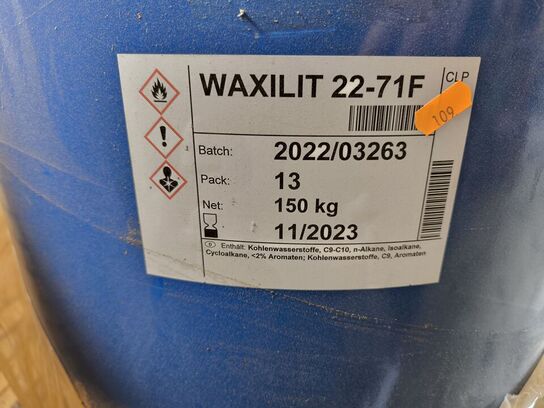 WAXILIT 22-71F
CLP
109
Batch: 2022/03263
Pack: 13
Net: 150 kg
11/2023
D Enthält: Kohlenwasserstoffe, C9-C10, n-Alkane, Isoalkane,
Cycloalkane, <2% Aromaten; Kohlenwasserstoffe, C9, Aromaten